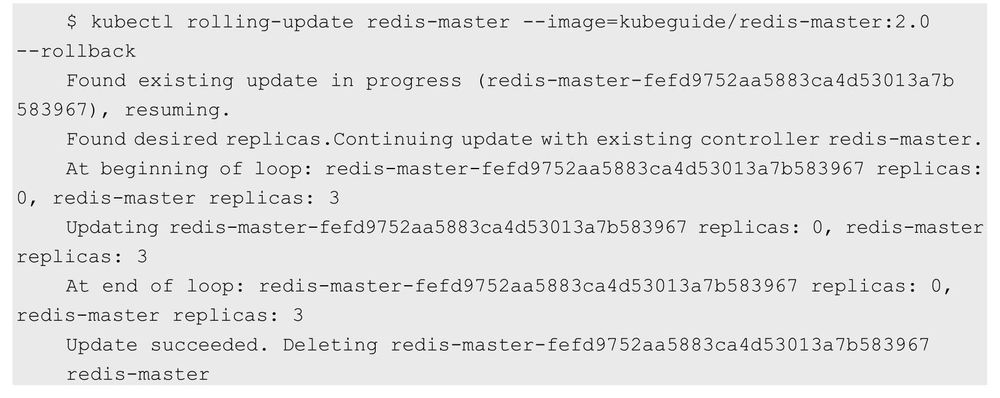 $ kubectl rolling-update redis-master --image=kubeguide/redis-master:2.0
--rollback
Found existing update in progress (redis-master-fefd9752aa5883ca4d53013a7b
583967), resuming.
Found desired replicas.Continuing update with existing controller redis-master.
At beginning of loop: redis-master-fefd9752aa5883ca4d53013a7b583967 replicas:
0, redis-master replicas: 3
Updating redis-master-fefd9752aa5883ca4d53013a7b583967 replicas: 0, redis-master
replicas: 3
At end of loop: redis-master-fefd9752aa5883ca4d53013a7b583967 replicas: 0,
redis-master replicas: 3
Update succeeded. Deleting redis-master-fefd9752aa5883ca4d53013a7b583967
redis-master